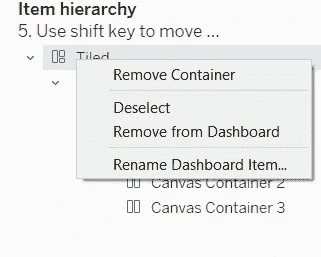 Item hierarchy
5. Use shift key to move ...
Tiled
Remove Container
Deselect
Remove from Dashboard
Rename Dashboard Item...
Canvas Container 2
Canvas Container 3